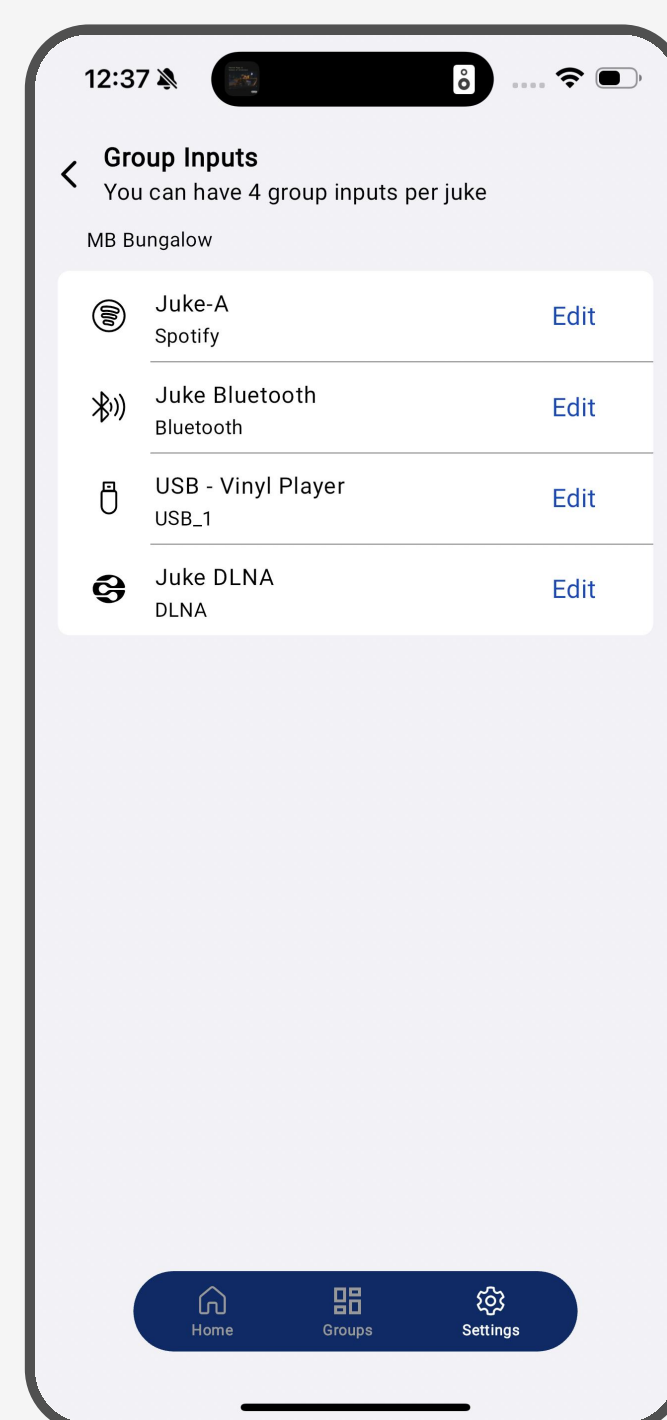 12:37
Group Inputs
You can have 4 group inputs per juke
MB Bungalow
Juke-A
Spotify
Edit
Juke Bluetooth
Bluetooth
Edit
USB - Vinyl Player
USB_1
Edit
Juke DLNA
DLNA
Edit
Home
Groups
Settings